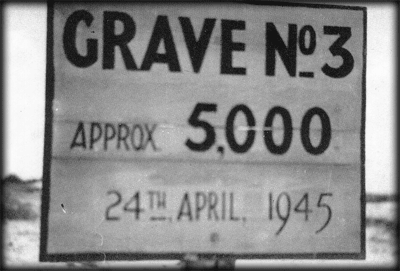 GRAVE Nº 3
APPROX. 5,000
24TH. APRIL. 1945